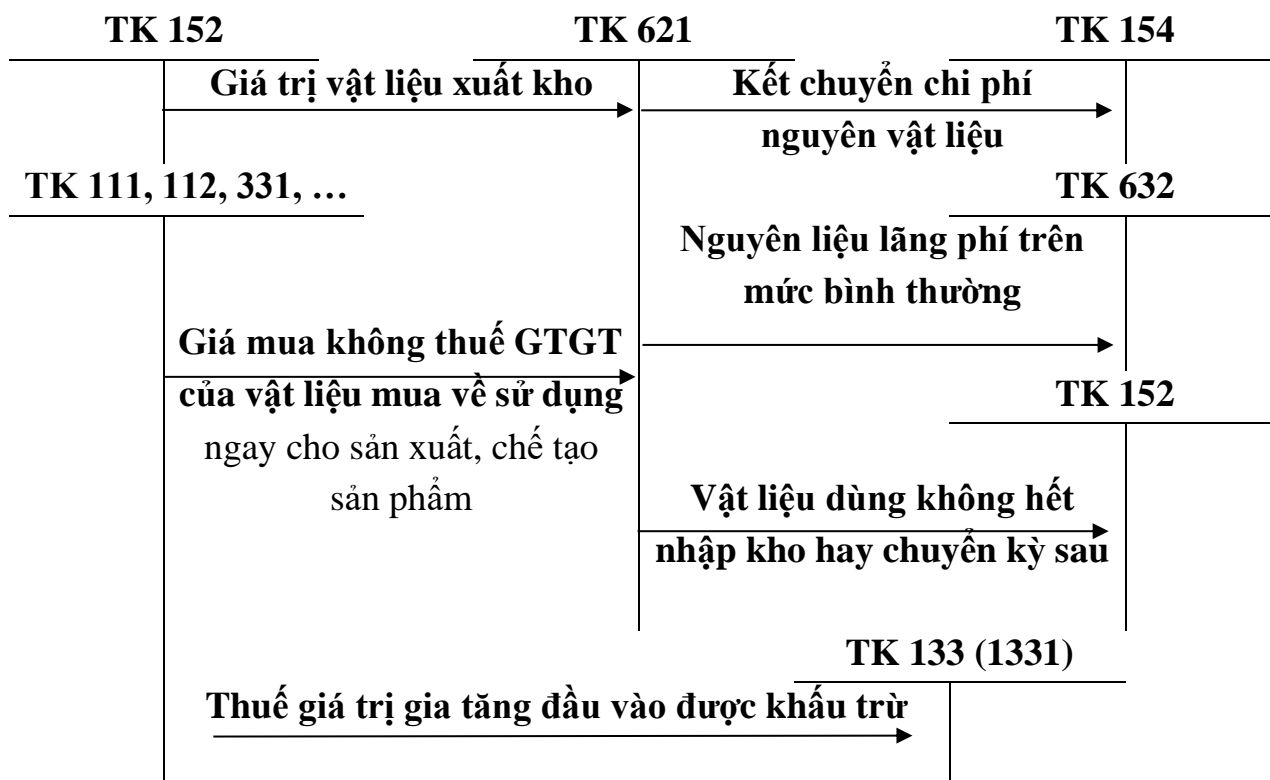 TK 152
TK 621
TK 154
Giá trị vật liệu xuất kho
Kết chuyển chi phí
nguyên vật liệu
TK 111, 112, 331, …
TK 632
Nguyên liệu lãng phí trên
mức bình thường
Giá mua không thuế GTGT
của vật liệu mua về sử dụng
ngay cho sản xuất, chế tạo
sản phẩm
TK 152
Vật liệu dùng không hết
nhập kho hay chuyển kỳ sau
TK 133 (1331)
Thuế giá trị gia tăng đầu vào được khấu trừ